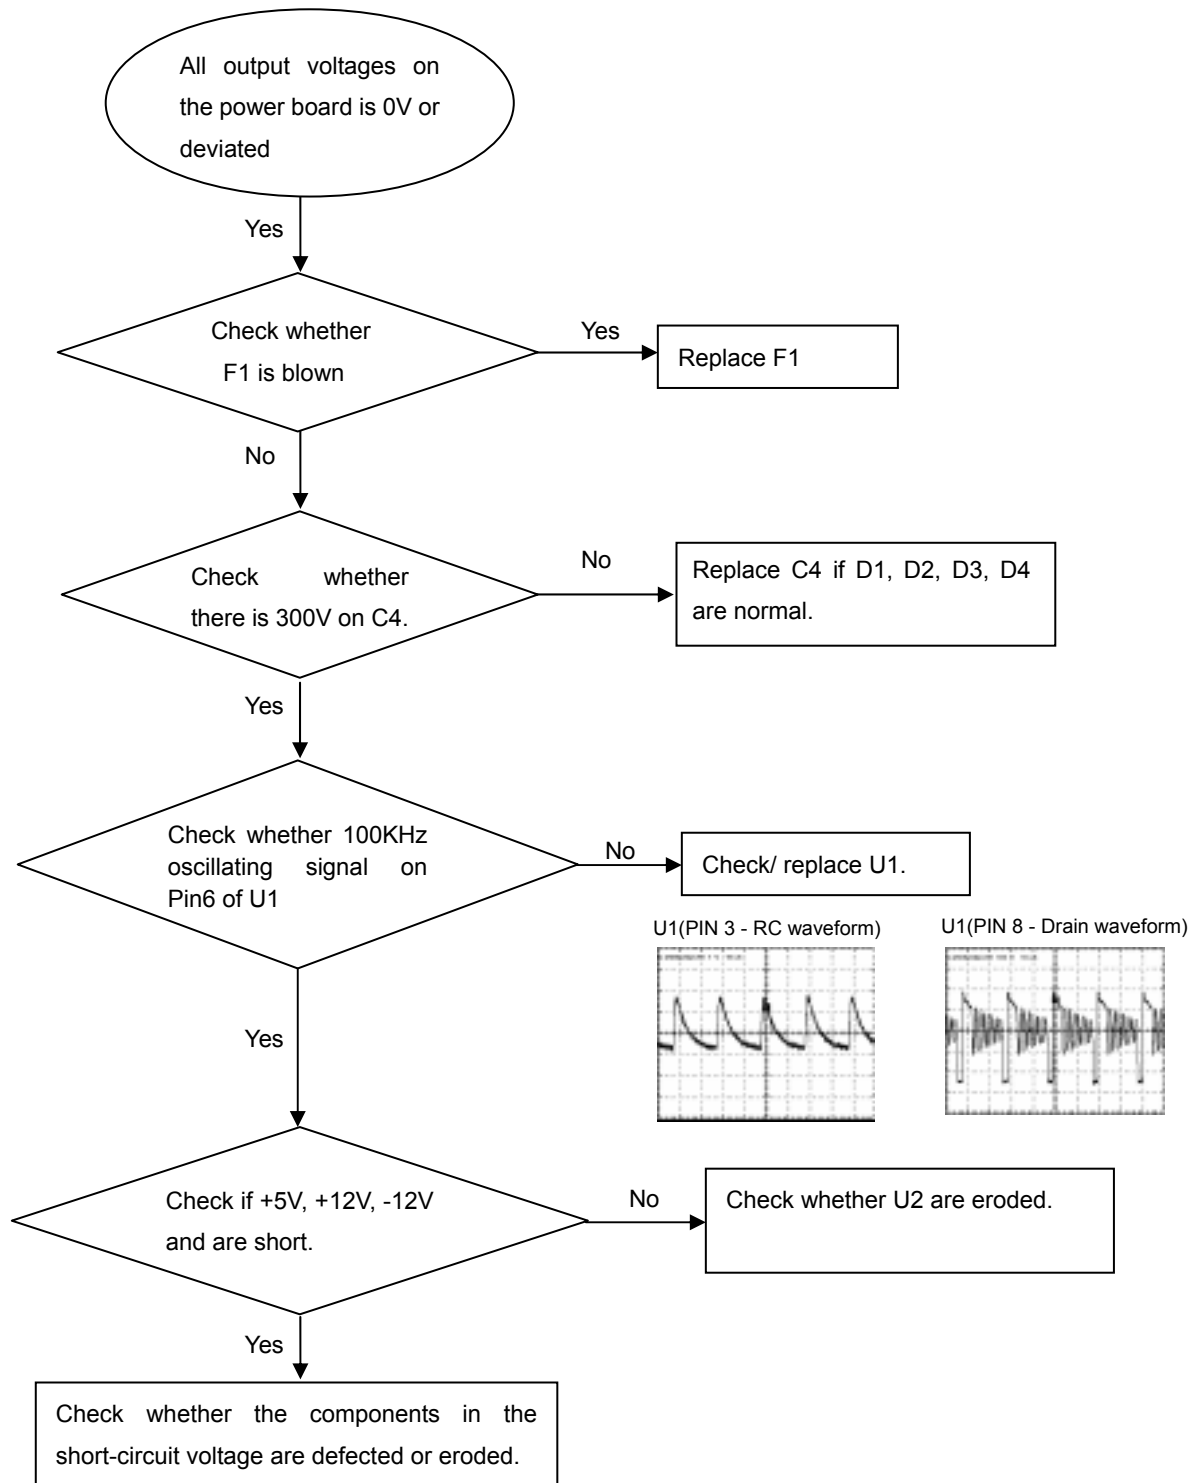 All output voltages on
the power board is 0V or
deviated
Yes
Check whether
F1 is blown
Yes
Replace F1
No
Check whether
there is 300V on C4.
No
Replace C4 if D1, D2, D3, D4
are normal.
Yes
Check whether 100KHz
oscillating signal on
Pin6 of U1
No
Check/ replace U1.
U1(PIN 3 - RC waveform)
U1(PIN 8 - Drain waveform)
Yes
Check if +5V, +12V, -12V
and are short.
No
Check whether U2 are eroded.
Yes
Check whether the components in the
short-circuit voltage are defected or eroded.